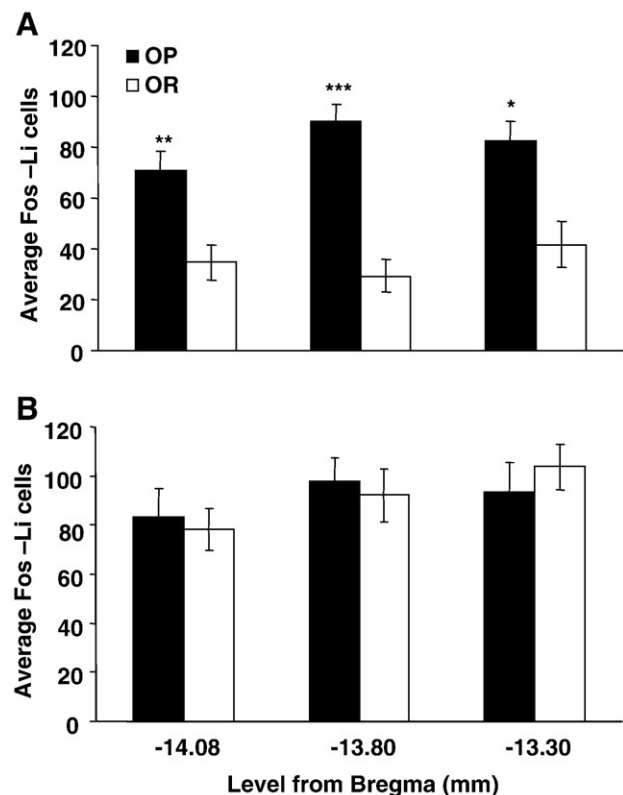 A
120
100
80
60
40
20
0
Average Fos –Li cells
OP
OR
**
***
*
B
120
100
80
60
40
20
0
Average Fos –Li cells
-14.08 -13.80 -13.30
Level from Bregma (mm)